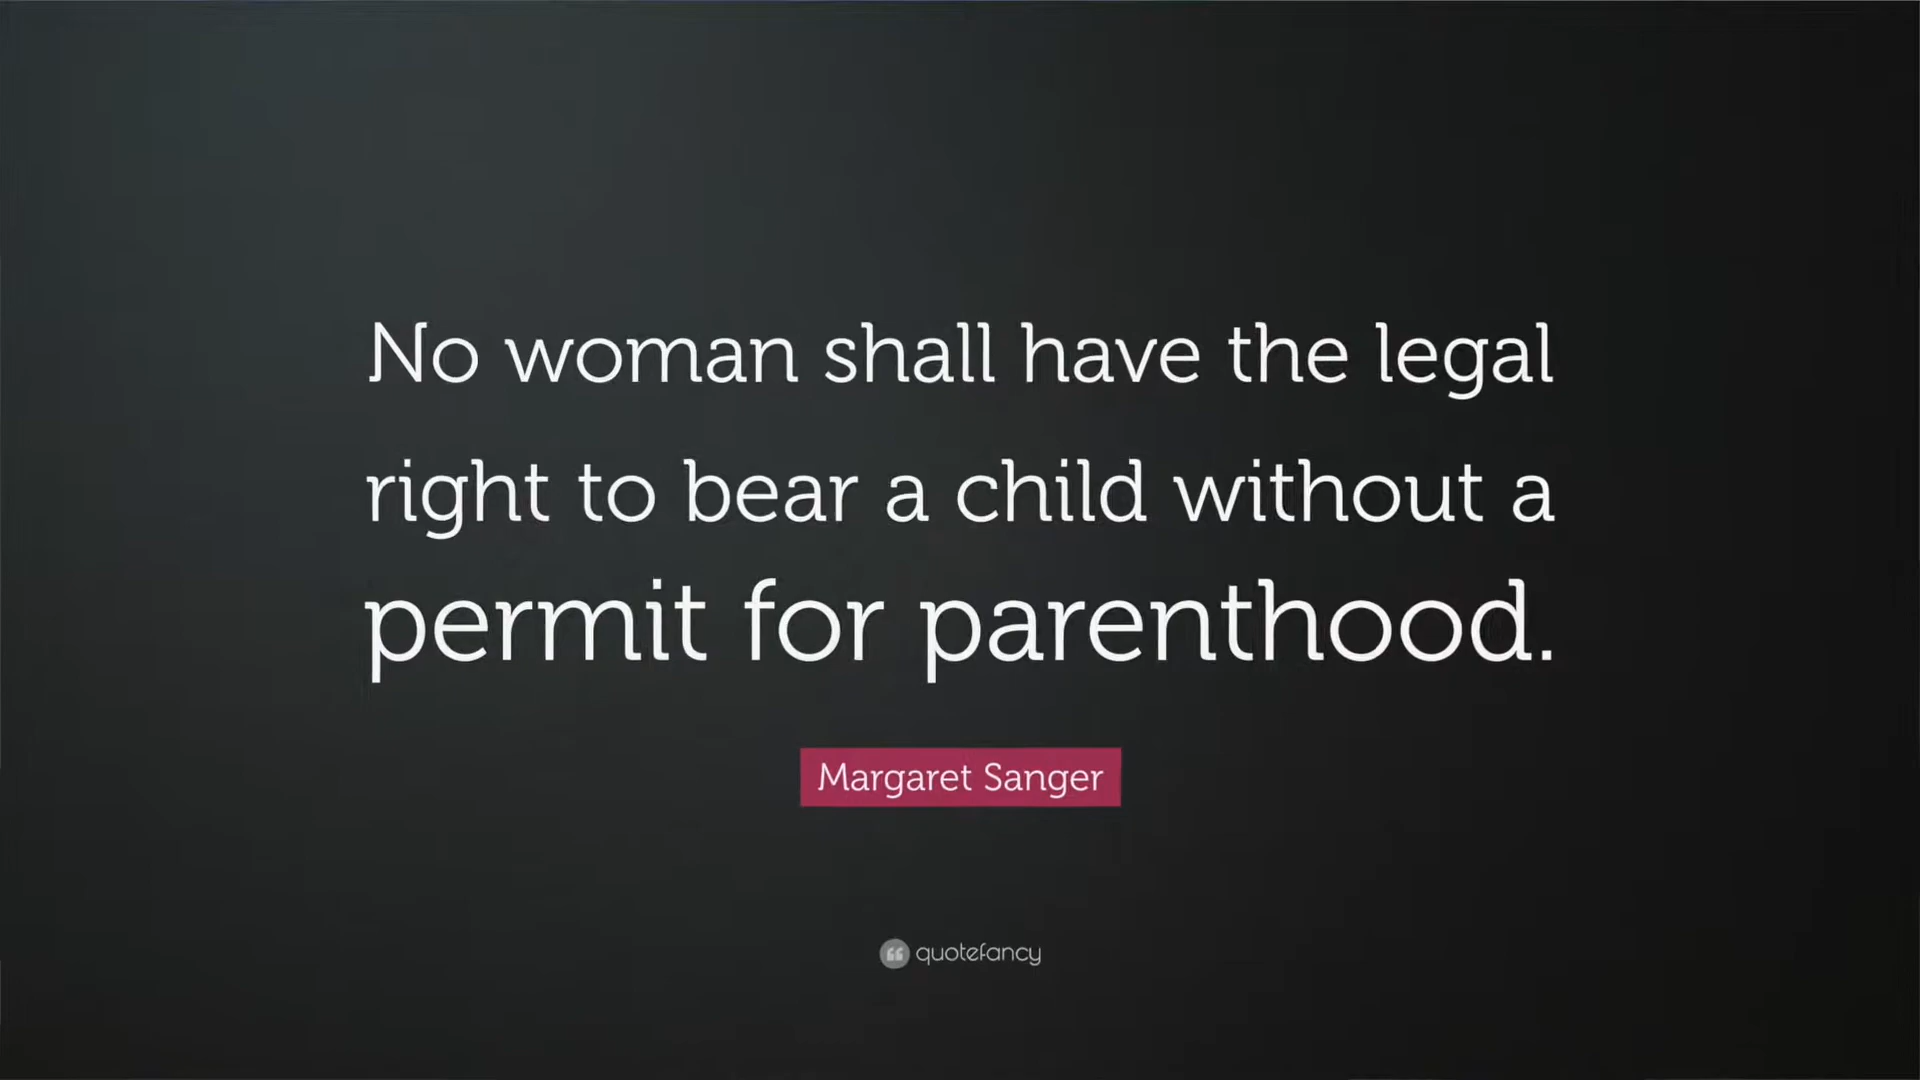 No woman shall have the legal
right to bear a child without a
permit for parenthood.
Margaret Sanger
quotefancy